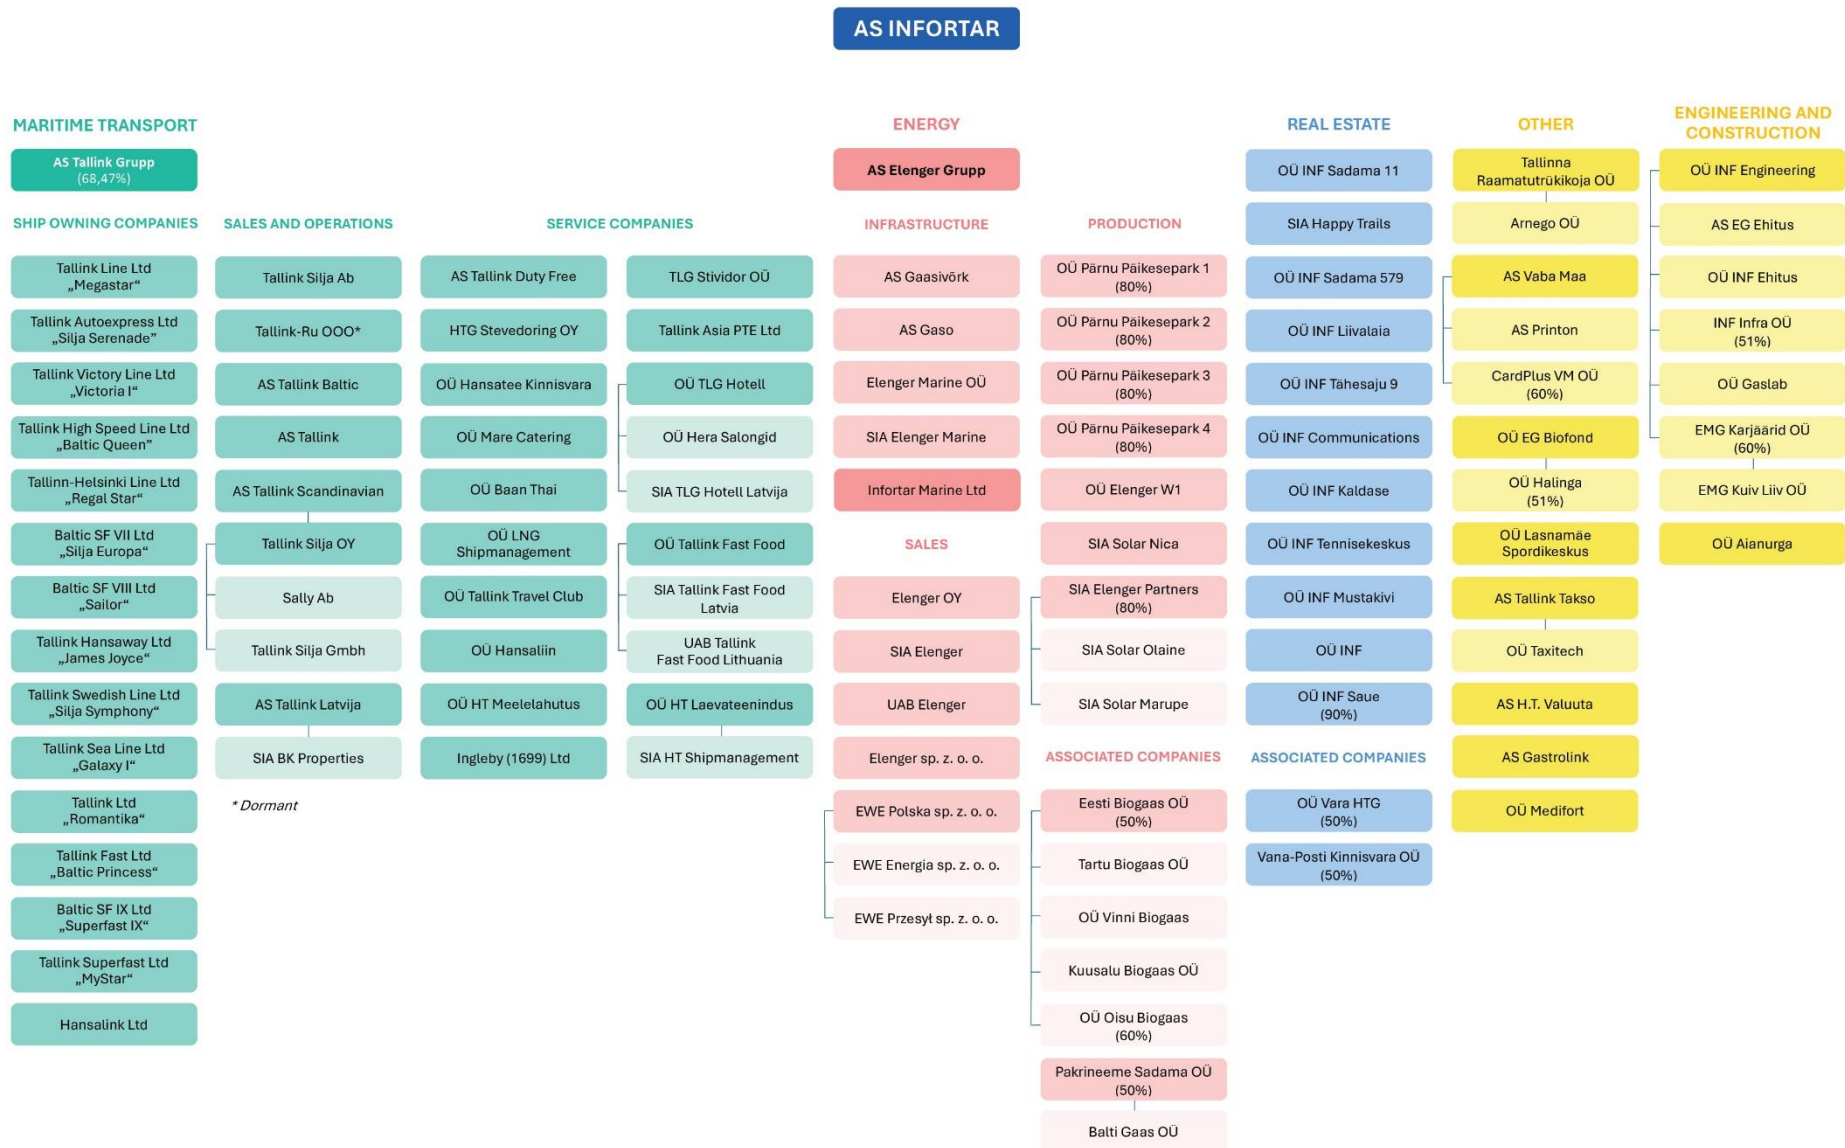 AS INFORTAR
MARITIME TRANSPORT
AS Tallink Grupp
(68,47%)
SHIP OWNING COMPANIES
Tallink Line Ltd
„Megastar“
Tallink Autoexpress Ltd
„Silja Serenade”
Tallink Victory Line Ltd
„Victoria I“
Tallink High Speed Line Ltd
„Baltic Queen”
Tallinn-Helsinki Line Ltd
„Regal Star“
Baltic SF VII Ltd
„Silja Europa“
Baltic SF VIII Ltd
„Sailor“
Tallink Hansaway Ltd
„James Joyce“
Tallink Swedish Line Ltd
„Silja Symphony“
Tallink Sea Line Ltd
„Galaxy I“
Tallink Ltd
„Romantika“
Tallink Fast Ltd
„Baltic Princess“
Baltic SF IX Ltd
„Superfast IX“
Tallink Superfast Ltd
„MyStar“
Hansalink Ltd
SALES AND OPERATIONS
Tallink Silja Ab
Tallink-Ru OOO*
AS Tallink Baltic
AS Tallink
AS Tallink Scandinavian
Tallink Silja OY
Sally Ab
Tallink Silja Gmbh
AS Tallink Latvija
SIA BK Properties
* Dormant
SERVICE COMPANIES
AS Tallink Duty Free
HTG Stevedoring OY
OÜ Hansatee Kinnisvara
OÜ Mare Catering
OÜ Baan Thai
OÜ LNG
Shipmanagement
OÜ Tallink Travel Club
OÜ Hansaliin
OÜ HT Meelelahutus
Ingleby (1699) Ltd
TLG Stividor OÜ
Tallink Asia PTE Ltd
OÜ TLG Hotell
OÜ Hera Salongid
SIA TLG Hotell Latvija
OÜ Tallink Fast Food
SIA Tallink Fast Food
Latvia
UAB Tallink
Fast Food Lithuania
OÜ HT Laevateenindus
SIA HT Shipmanagement
ENERGY
AS Elenger Grupp
INFRASTRUCTURE
AS Gaasivõrk
AS Gaso
Elenger Marine OÜ
SIA Elenger Marine
Infortar Marine Ltd
SALES
Elenger OY
SIA Elenger
UAB Elenger
Elenger sp. z. o. o.
EWE Polska sp. z. o. o.
EWE Energia sp. z. o. o.
EWE Przesył sp. z. o. o.
PRODUCTION
OÜ Pärnu Päikesepark 1
(80%)
OÜ Pärnu Päikesepark 2
(80%)
OÜ Pärnu Päikesepark 3
(80%)
OÜ Pärnu Päikesepark 4
(80%)
OÜ Elenger W1
SIA Solar Nica
SIA Elenger Partners
(80%)
SIA Solar Olaine
SIA Solar Marupe
ASSOCIATED COMPANIES
Eesti Biogaas OÜ
(50%)
Tartu Biogaas OÜ
OÜ Vinni Biogaas
Kuusalu Biogaas OÜ
OÜ Oisu Biogaas
(60%)
Pakrineeme Sadama OÜ
(50%)
Balti Gaas OÜ
REAL ESTATE
OÜ INF Sadama 11
SIA Happy Trails
OÜ INF Sadama 579
OÜ INF Liivalaia
OÜ INF Tähesaju 9
OÜ INF Communications
OÜ INF Kaldase
OÜ INF Tennisekeskus
OÜ INF Mustakivi
OÜ INF
OÜ INF Saue
(90%)
ASSOCIATED COMPANIES
OÜ Vara HTG
(50%)
Vana-Posti Kinnisvara OÜ
(50%)
OTHER
Tallinna
Raamatutrükikoja OÜ
Arnego OÜ
AS Vaba Maa
AS Printon
CardPlus VM OÜ
(60%)
OÜ EG Biofond
OÜ Halinga
(51%)
OÜ Lasnamäe
Spordikeskus
AS Tallink Takso
OÜ Taxitech
AS H.T. Valuuta
AS Gastrolink
OÜ Medifort
ENGINEERING AND
CONSTRUCTION
OÜ INF Engineering
AS EG Ehitus
OÜ INF Ehitus
INF Infra OÜ
(51%)
OÜ Gaslab
EMG Karjäärid OÜ
(60%)
EMG Kuiv Liiv OÜ
OÜ Aianurga